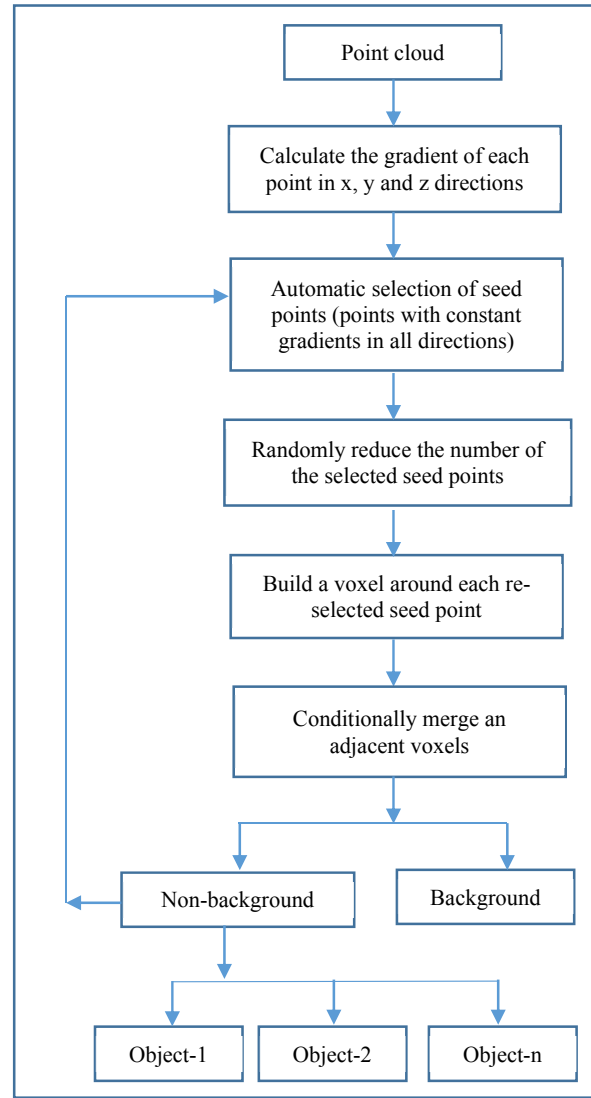 Point cloud
Calculate the gradient of each
point in x, y and z directions
Automatic selection of seed
points (points with constant
gradients in all directions)
Randomly reduce the number of
the selected seed points
Build a voxel around each re-
selected seed point
Conditionally merge an
adjacent voxels
Non-background
Background
Object-1
Object-2
Object-n